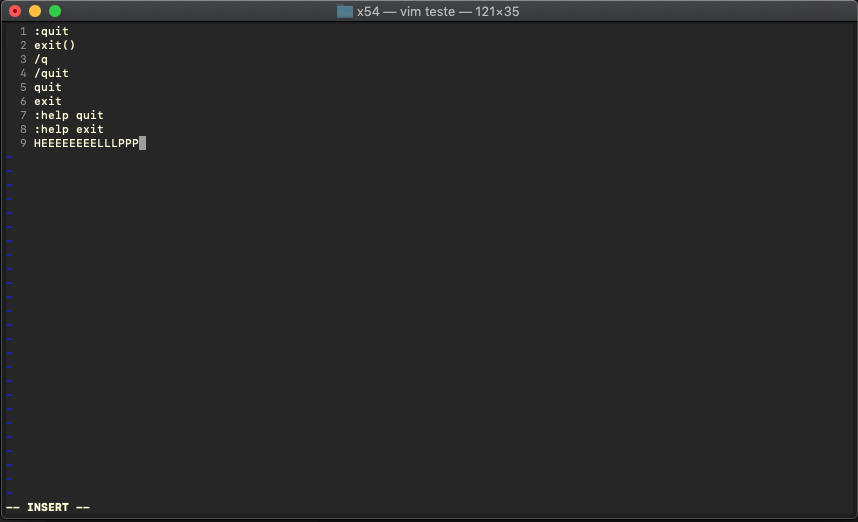 x54 — vim teste — 121×35
1 :quit
2 exit()
3 /q
4 /quit
5 quit
6 exit
7 :help quit
8 :help exit
9 HEEEEEEEELLLPPP
-- INSERT --